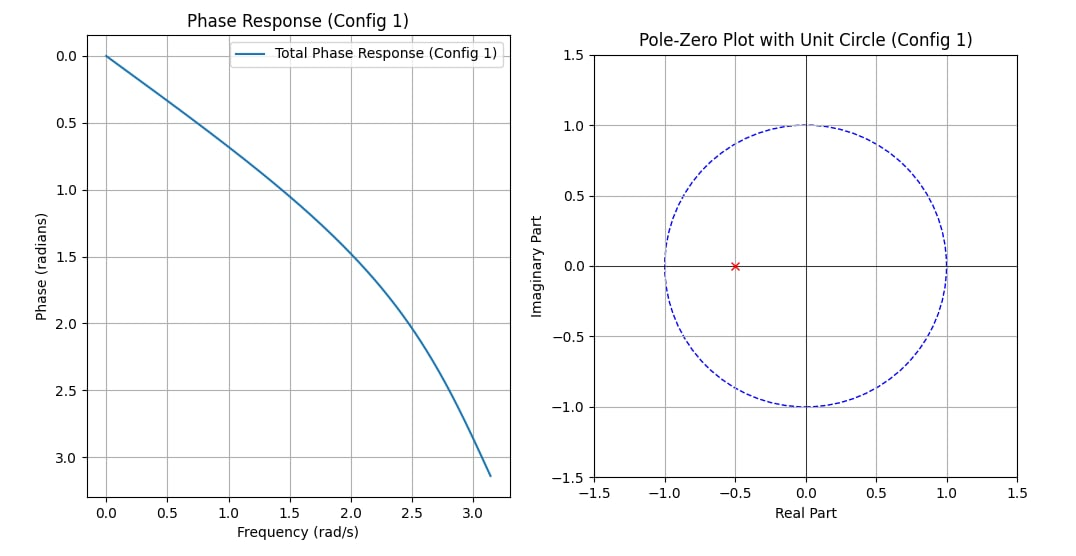 Phase Response (Config 1)
Total Phase Response (Config 1)
Phase (radians)
0.0
0.5
1.0
1.5
2.0
2.5
3.0
0.0 0.5 1.0 1.5 2.0 2.5 3.0
Frequency (rad/s)
Pole-Zero Plot with Unit Circle (Config 1)
Imaginary Part
1.5
1.0
0.5
0.0
−0.5
−1.0
−1.5
−1.5 −1.0 −0.5 0.0 0.5 1.0 1.5
Real Part